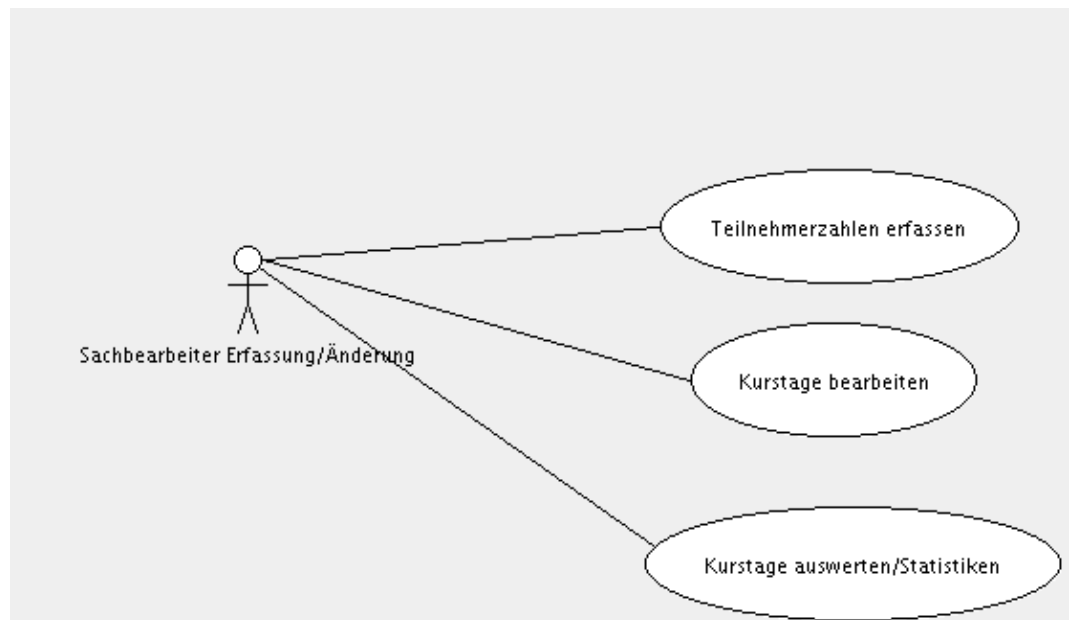 Teilnehmerzahlen erfassen
Sachbearbeiter Erfassung/Änderung
Kurstage bearbeiten
Kurstage auswerten/Statistiken